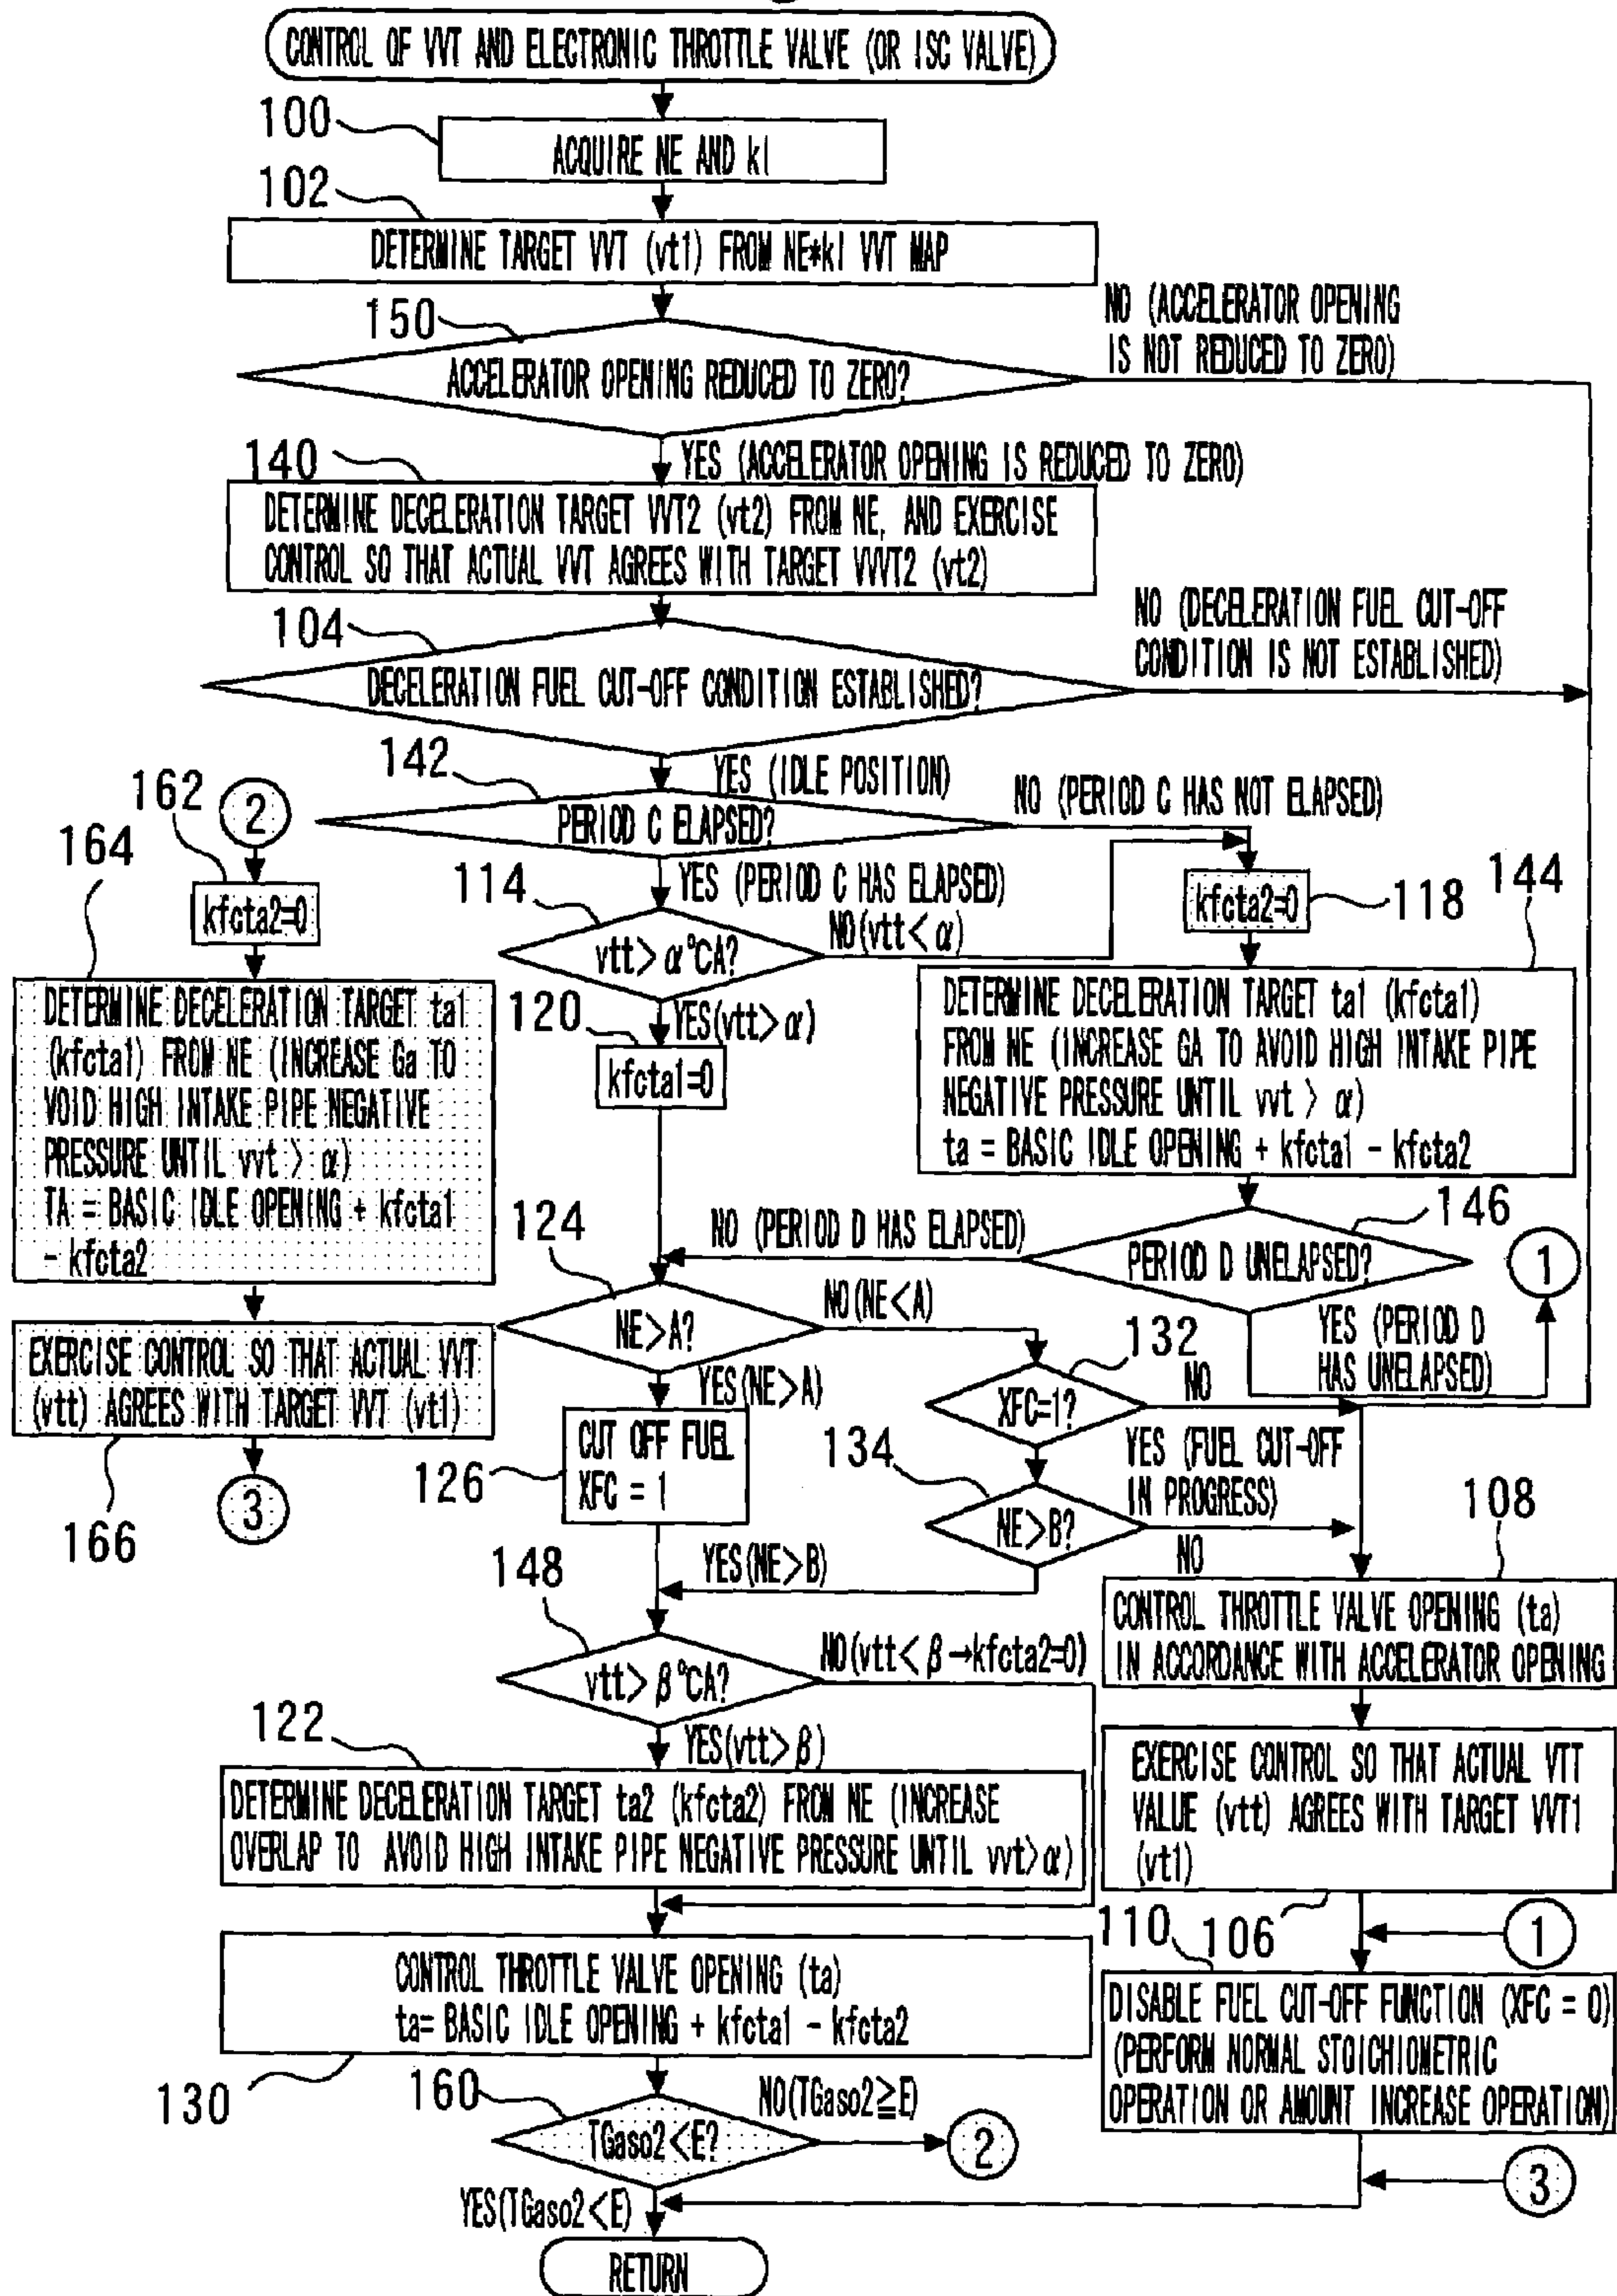 CONTROL OF VVT AND ELECTRONIC THROTTLE VALVE (OR ISC VALVE)
100
ACQUIRE NE AND kl
102
DETERMINE TARGET VVT (vt1) FROM NE*kl VVT MAP
150
ACCELERATOR OPENING REDUCED TO ZERO?
NO (ACCELERATOR OPENING
IS NOT REDUCED TO ZERO)
YES (ACCELERATOR OPENING IS REDUCED TO ZERO)
140
DETERMINE DECELERATION TARGET VVT2 (vt2) FROM NE, AND EXERCISE
CONTROL SO THAT ACTUAL VVT AGREES WITH TARGET VVVT2 (vt2)
104
DECELERATION FUEL CUT-OFF CONDITION ESTABLISHED?
NO (DECELERATION FUEL CUT-OFF
CONDITION IS NOT ESTABLISHED)
YES (IDLE POSITION)
142
PERIOD C ELAPSED?
NO (PERIOD C HAS NOT ELAPSED)
YES (PERIOD C HAS ELAPSED)
162
2
kfcta2=0
164
DETERMINE DECELERATION TARGET ta1
(kfcta1) FROM NE (INCREASE Ga TO
VOID HIGH INTAKE PIPE NEGATIVE
PRESSURE UNTIL vvt > α)
TA = BASIC IDLE OPENING + kfcta1
- kfcta2
EXERCISE CONTROL SO THAT ACTUAL VVT
(vtt) AGREES WITH TARGET VVT (vt1)
166
3
114
vtt> α°CA?
NO(vtt< α)
YES(vtt> α)
120
kfcta1=0
kfcta2=0
118
144
DETERMINE DECELERATION TARGET ta1 (kfcta1)
FROM NE (INCREASE GA TO AVOID HIGH INTAKE PIPE
NEGATIVE PRESSURE UNTIL vvt > α)
ta = BASIC IDLE OPENING + kfcta1 - kfcta2
146
PERIOD D UNELAPSED?
NO (PERIOD D HAS ELAPSED)
YES (PERIOD D
HAS UNELAPSED)
1
124
NE>A?
NO(NE<A)
YES(NE>A)
132
XFC=1?
NO
YES (FUEL CUT-OFF
IN PROGRESS)
134
NE>B?
NO
YES(NE>B)
126
CUT OFF FUEL
XFC = 1
148
vtt> β°CA?
NO(vtt< β→kfcta2=0)
YES(vtt> β)
122
DETERMINE DECELERATION TARGET ta2 (kfcta2) FROM NE (INCREASE
OVERLAP TO AVOID HIGH INTAKE PIPE NEGATIVE PRESSURE UNTIL vvt>α)
108
CONTROL THROTTLE VALVE OPENING (ta)
IN ACCORDANCE WITH ACCELERATOR OPENING
EXERCISE CONTROL SO THAT ACTUAL VTT
VALUE (vtt) AGREES WITH TARGET VVT1
(vt1)
106
1
110
DISABLE FUEL CUT-OFF FUNCTION (XFC = 0)
(PERFORM NORMAL STOICHIOMETRIC
OPERATION OR AMOUNT INCREASE OPERATION)
CONTROL THROTTLE VALVE OPENING (ta)
ta= BASIC IDLE OPENING + kfcta1 - kfcta2
130
160
TGaso2<E?
NO(TGaso2≧E)
2
3
YES(TGaso2<E)
RETURN